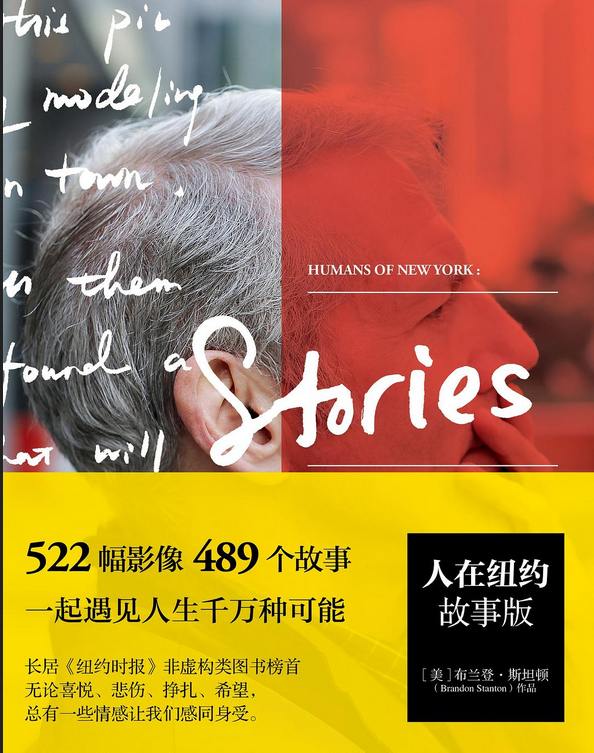 this pic
modeling
n town.
them
found a
hat will
HUMANS OF NEW YORK :
Stories
522 幅影像 489 个故事
一起遇见人生千万种可能
长居《纽约时报》非虚构类图书榜首
无论喜悦、悲伤、挣扎、希望，
总有一些情感让我们感同身受。
人在纽约
故事版
［美］布兰登·斯坦顿
（Brandon Stanton）作品